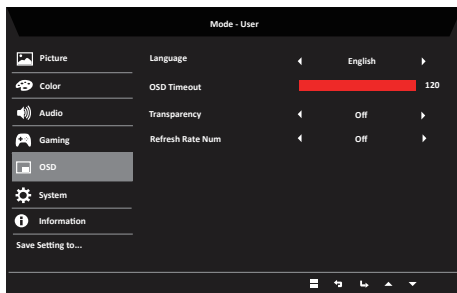 Mode - User
Picture
Language English
Color
OSD Timeout 120
Audio
Transparency Off
Gaming
Refresh Rate Num Off
OSD
System
Information
Save Setting to...